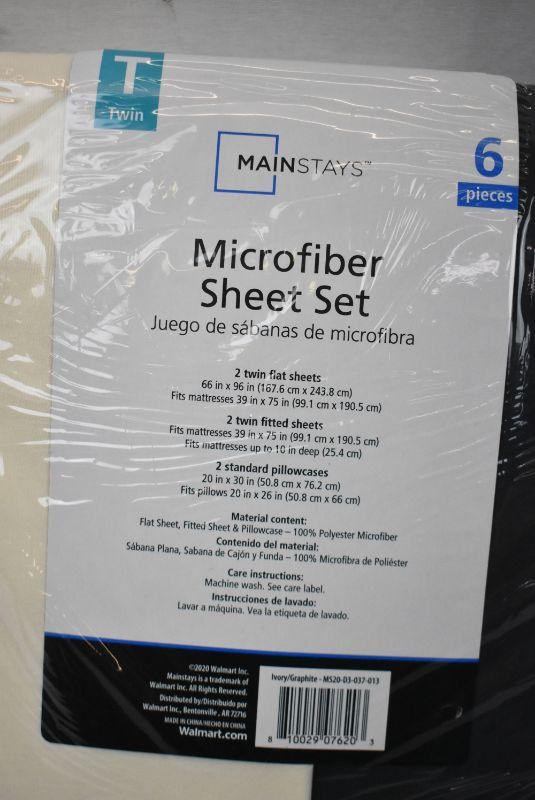 T
Twin
MAINSTAYS™
6
pieces
Microfiber
Sheet Set
Juego de sábanas de microfibra
2 twin flat sheets
66 in x 96 in (167.6 cm x 243.8 cm)
Fits mattresses 39 in x 75 in (99.1 cm x 190.5 cm)
2 twin fitted sheets
Fits mattresses 39 in x 75 in (99.1 cm x 190.5 cm)
Fits mattresses up to 10 in deep (25.4 cm)
2 standard pillowcases
20 in x 30 in (50.8 cm x 76.2 cm)
Fits pillows 20 in x 26 in (50.8 cm x 66 cm)
Material content:
Flat Sheet, Fitted Sheet & Pillowcase – 100% Polyester Microfiber
Contenido del material:
Sábana Plana, Sabana de Cajón y Funda – 100% Microfibra de Poliéster
Care instructions:
Machine wash. See care label.
Instrucciones de lavado:
Lavar a máquina. Vea la etiqueta de lavado.
©2020 Walmart Inc.
Mainstays is a trademark of
Walmart Inc. All Rights Reserved.
Distributed by/Distribuido por
Walmart Inc., Bentonville, AR 72716
MADE IN CHINA/HECHO EN CHINA
Walmart.com
Ivory/Graphite - MS20-D3-037-013
8 10029 07620 3